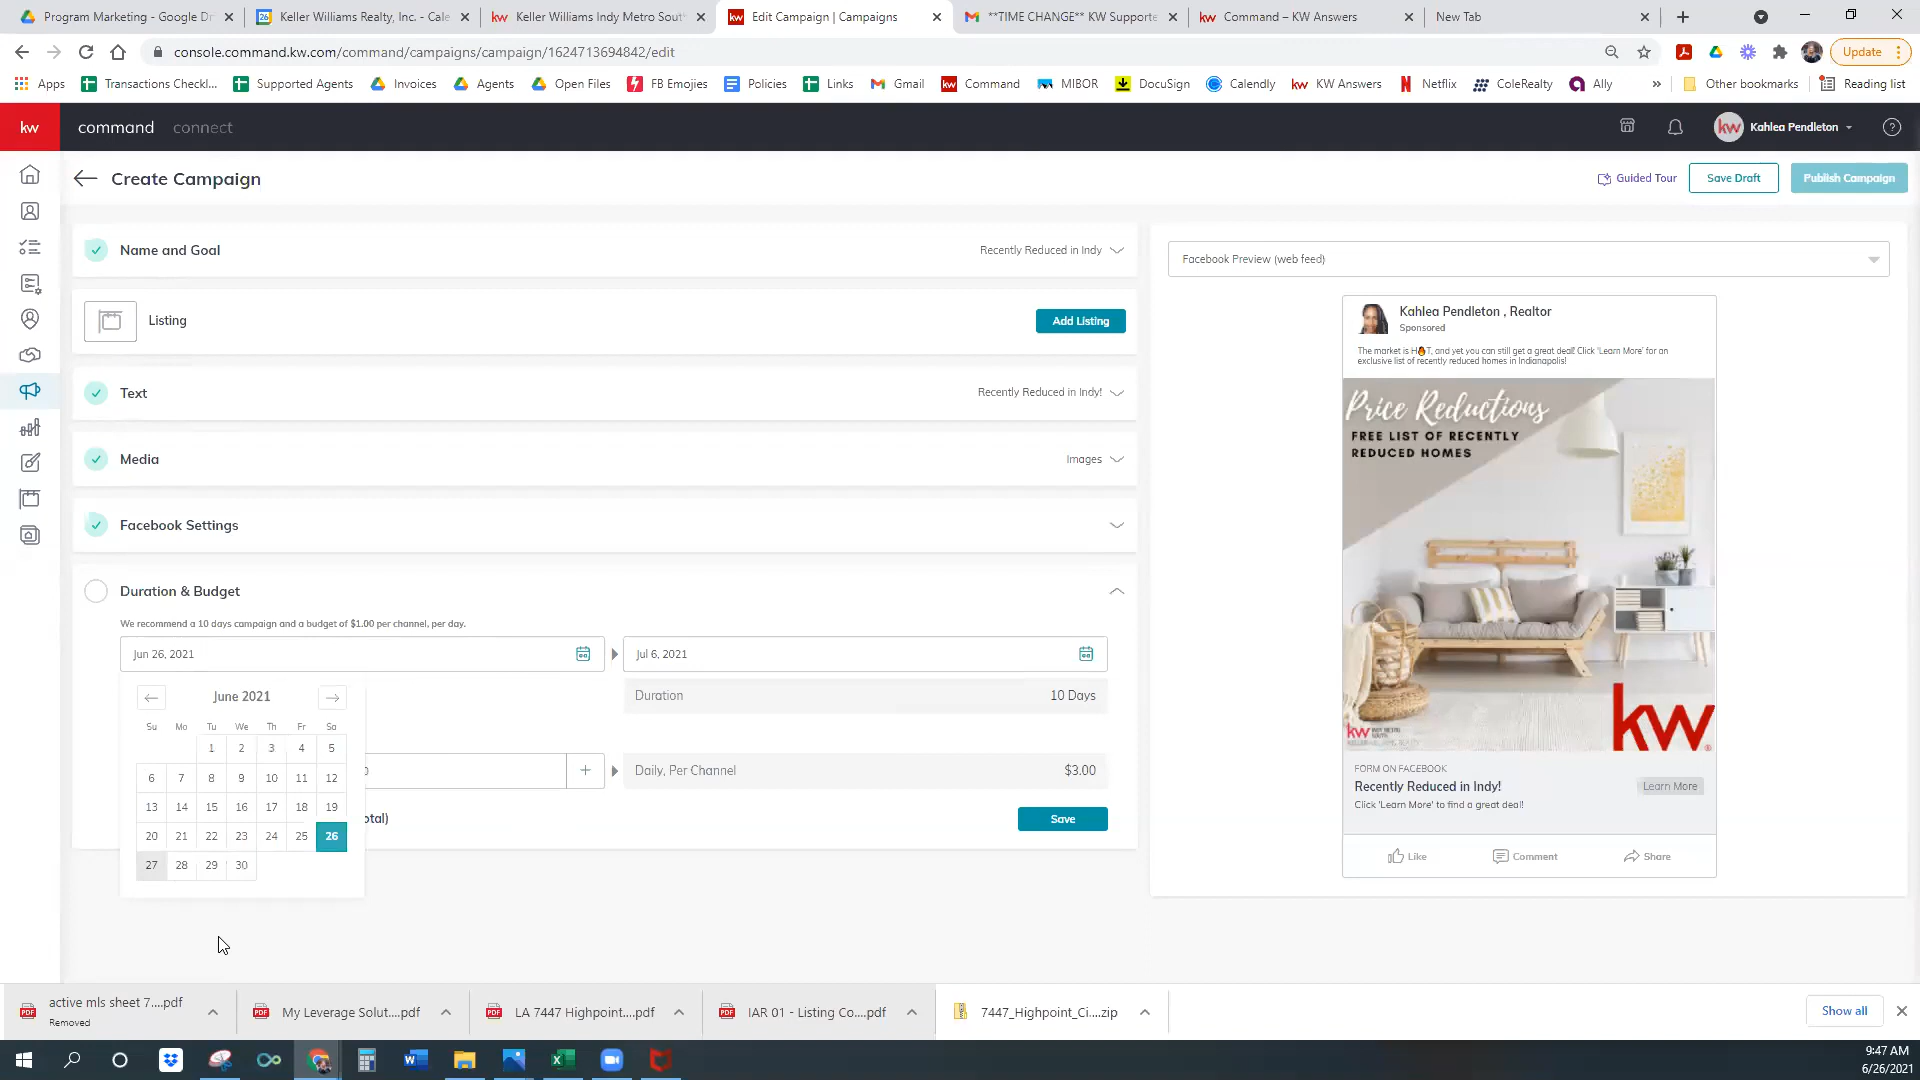 Program Marketing - Google Dr
Keller Williams Realty, Inc. - Cale
Keller Williams Indy Metro Sout
Edit Campaign | Campaigns
**TIME CHANGE** KW Supporte
Command – KW Answers
New Tab
console.command.kw.com/command/campaigns/campaign/1624713694842/edit
Update
Apps
Transactions Checkl...
Supported Agents
Invoices
Agents
Open Files
FB Emojies
Policies
Links
Gmail
Command
MIBOR
DocuSign
Calendly
KW Answers
Netflix
ColeRealty
Ally
Other bookmarks
Reading list
kw
command
connect
kw
Kahlea Pendleton
Create Campaign
Guided Tour
Save Draft
Publish Campaign
Name and Goal
Recently Reduced in Indy
Facebook Preview (web feed)
Listing
Add Listing
Text
Recently Reduced in Indy!
Media
Images
Facebook Settings
Duration & Budget
We recommend a 10 days campaign and a budget of $1.00 per channel, per day.
Jun 26, 2021
Jul 6, 2021
Duration
10 Days
June 2021
Su Mo Tu We Th Fr Sa
1 2 3 4 5
6 7 8 9 10 11 12
13 14 15 16 17 18 19
20 21 22 23 24 25 26
27 28 29 30
0
Daily, Per Channel
$3.00
otal)
Save
Kahlea Pendleton , Realtor
Sponsored
The market is H🔥T, and yet you can still get a great deal! Click 'Learn More' for an
exclusive list of recently reduced homes in Indianapolis!
Price Reductions
FREE LIST OF RECENTLY
REDUCED HOMES
kw
kw INDY METRO
SOUTH
KELLERWILLIAMS. REALTY
FORM ON FACEBOOK
Recently Reduced in Indy!
Learn More
Click 'Learn More' to find a great deal!
Like
Comment
Share
active mls sheet 7....pdf
Removed
My Leverage Solut....pdf
LA 7447 Highpoint....pdf
IAR 01 - Listing Co....pdf
7447_Highpoint_Ci....zip
Show all
9:47 AM
6/26/2021